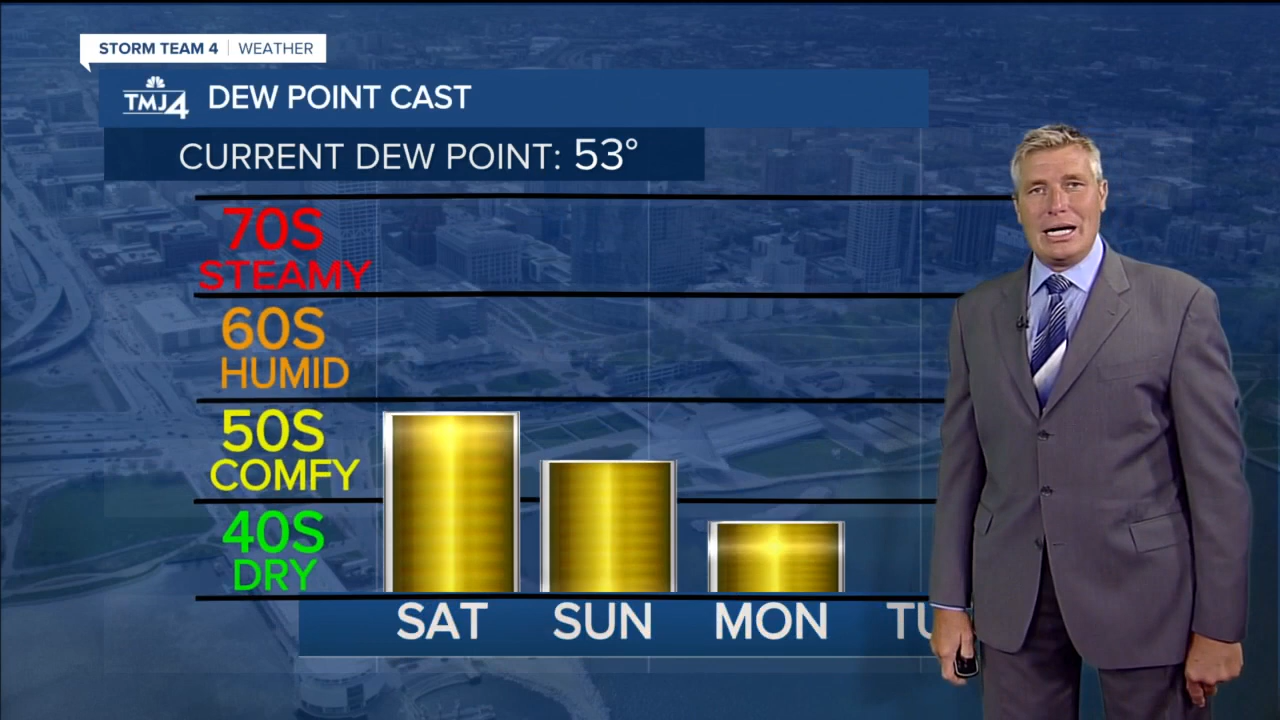 STORM TEAM 4 | WEATHER
TMJ4 DEW POINT CAST
CURRENT DEW POINT: 53°
70S
STEAMY
60S
HUMID
50S
COMFY
40S
DRY
SAT SUN MON TU